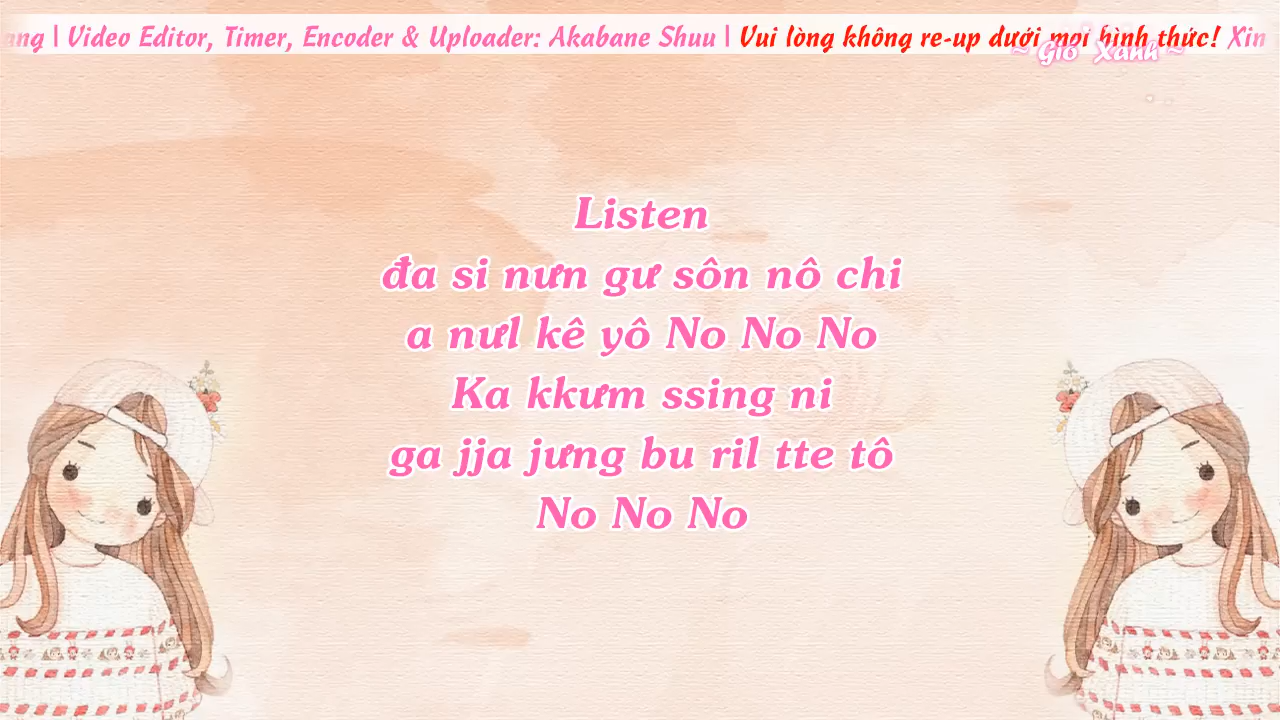 ang | Video Editor, Timer, Encoder & Uploader: Akabane Shuu | Vui lòng không re-up dưới mọi hình thức! Xin
~ Gió Xanh ~
Listen
đa si nưn gư sôn nô chi
a nưl kê yô No No No
Ka kkưm ssing ni
ga jja jưng bu ril tte tô
No No No